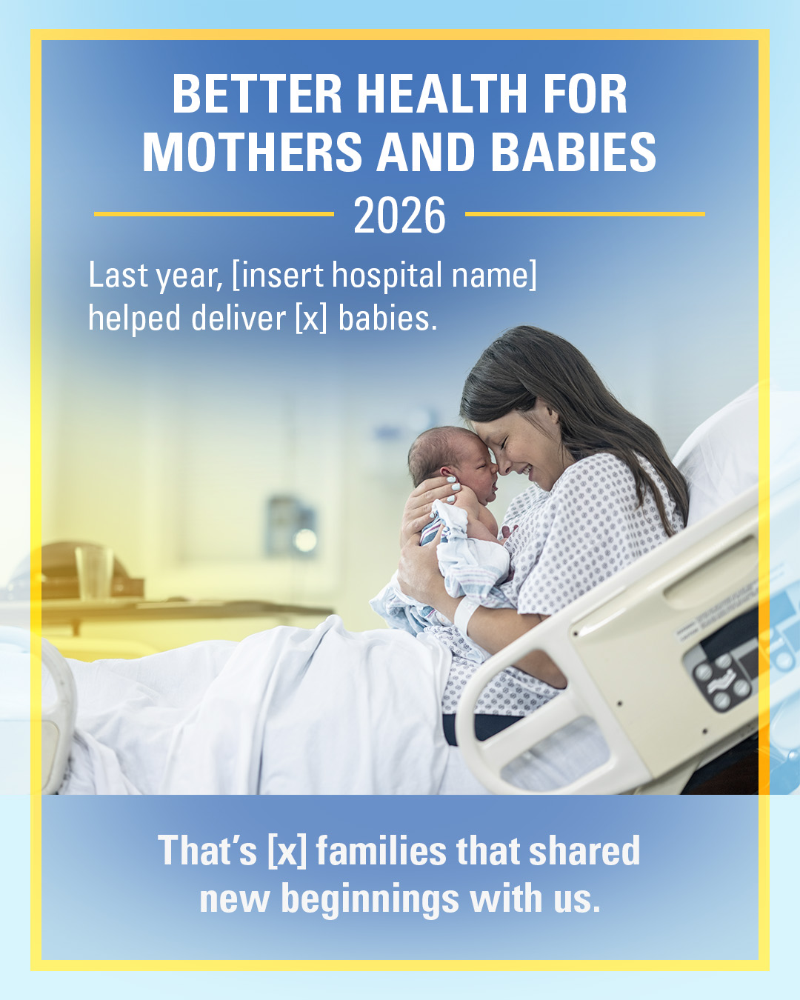 BETTER HEALTH FOR
MOTHERS AND BABIES
2026
Last year, [insert hospital name]
helped deliver [x] babies.
That’s [x] families that shared
new beginnings with us.